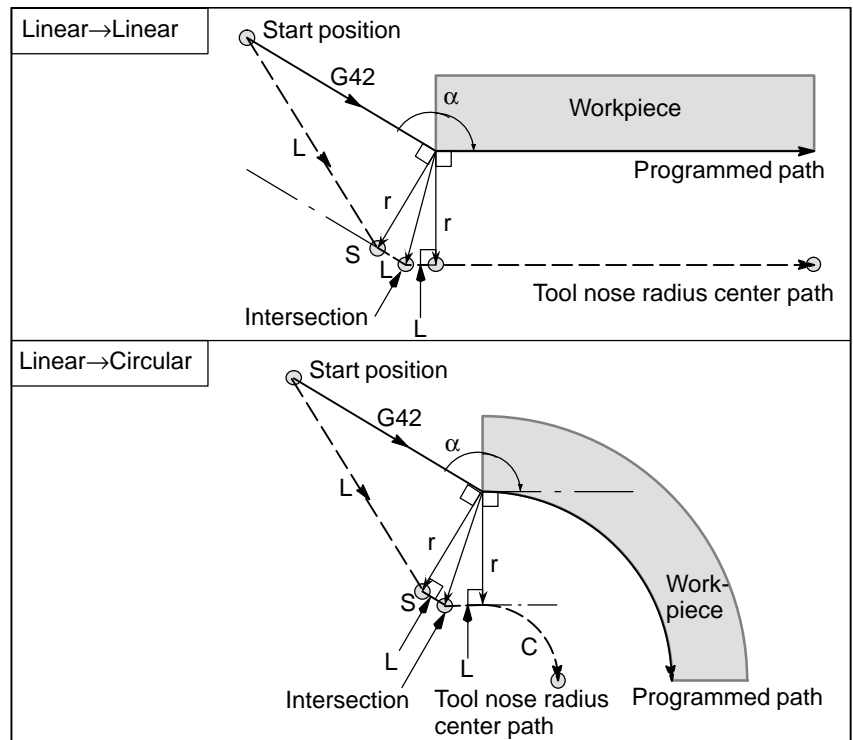 Linear→Linear
Start position
G42
α
Workpiece
L
Programmed path
r
r
S
L
Tool nose radius center path
Intersection
L
Linear→Circular
Start position
G42
α
L
r
r
Work-
piece
S
L
L
C
Intersection
Tool nose radius
center path
Programmed path